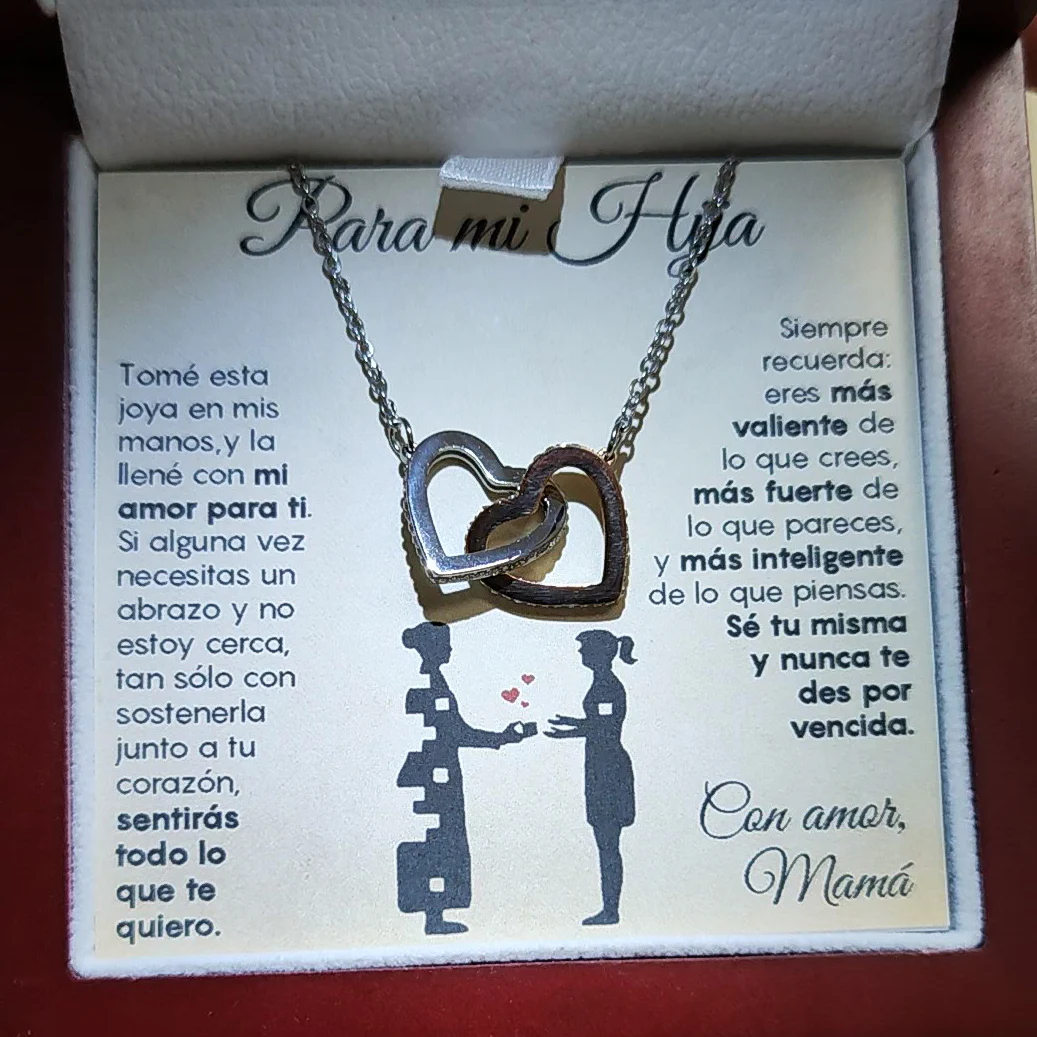 Para mi Hija
Tomé esta
joya en mis
manos,y la
llené con mi
amor para ti.
Si alguna vez
necesitas un
abrazo y no
estoy cerca,
tan sólo con
sostenerla
junto a tu
corazón,
sentirás
todo lo
que te
quiero.
Siempre
recuerda:
eres más
valiente de
lo que crees,
más fuerte de
lo que pareces,
y más inteligente
de lo que piensas.
Sé tu misma
y nunca te
des por
vencida.
Con amor,
Mamá